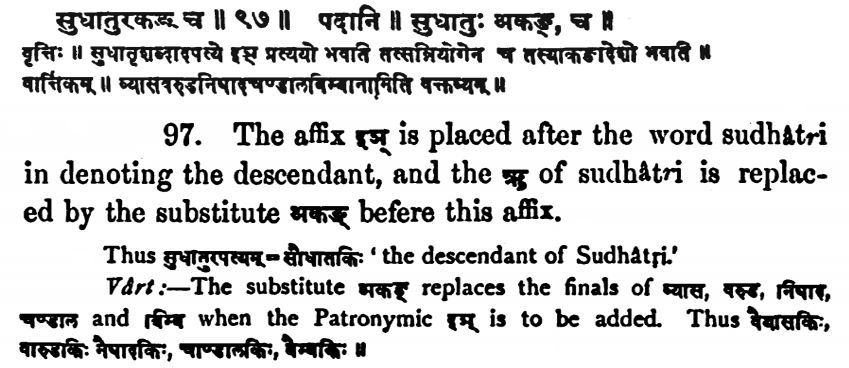 सुधातुरकङ् च ॥ ९७ ॥ पदानि ॥ सुधातुः अकङ्, च ॥
वृत्तिः ॥ सुधातृशब्दादपत्ये इञ् प्रत्ययो भवति तत्सन्नियोगेन च तस्याकङादेशो भवति ॥
वार्त्तिकम् ॥ व्यासवरुडनिषादचण्डालबिम्बानामिति वक्तव्यम् ॥
97. The affix इञ् is placed after the word sudhâtri
in denoting the descendant, and the ऋ of sudhâtri is replac-
ed by the substitute अकङ् befere this affix.
Thus सुधातुरपत्यम् = सौधातकिः 'the descendant of Sudhâtṛi.'
Vârt :—The substitute अकङ् replaces the finals of व्यास, वरुड, निषाद,
चण्डाल and बिम्ब when the Patronymic इञ् is to be added. Thus वैयासकिः,
वारुडकिः नैषादकिः, चाण्डालकिः, बैम्बकिः ॥